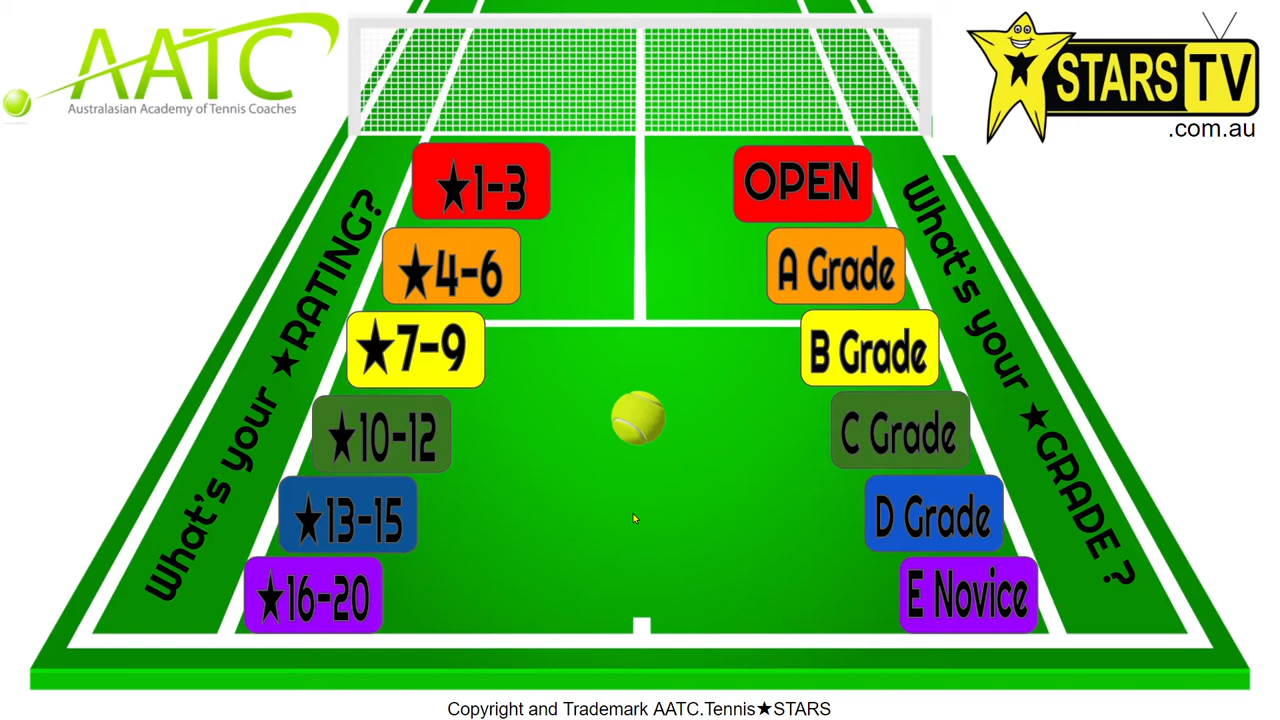 AATC
Australasian Academy of Tennis Coaches
STARS TV
.com.au
What's your ★RATING?
★1-3
★4-6
★7-9
★10-12
★13-15
★16-20
OPEN
A Grade
B Grade
C Grade
D Grade
E Novice
What's your ★GRADE ?
Copyright and Trademark AATC.Tennis★STARS